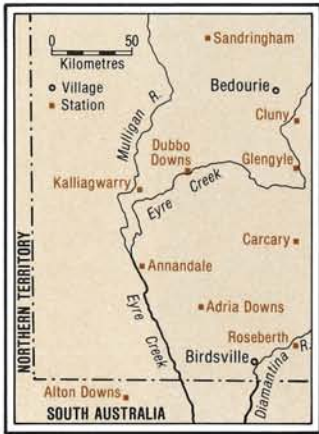 0 50
Kilometres
Sandringham
Village
Station
Bedourie
Cluny
Mulligan R.
Dubbo
Downs
Glengyle
Kalliagwarry
Eyre
Creek
Carcary
Annandale
NORTHERN TERRITORY
Eyre
Creek
Adria Downs
Roseberth
Birdsville
Diamantina R.
Alton Downs
SOUTH AUSTRALIA